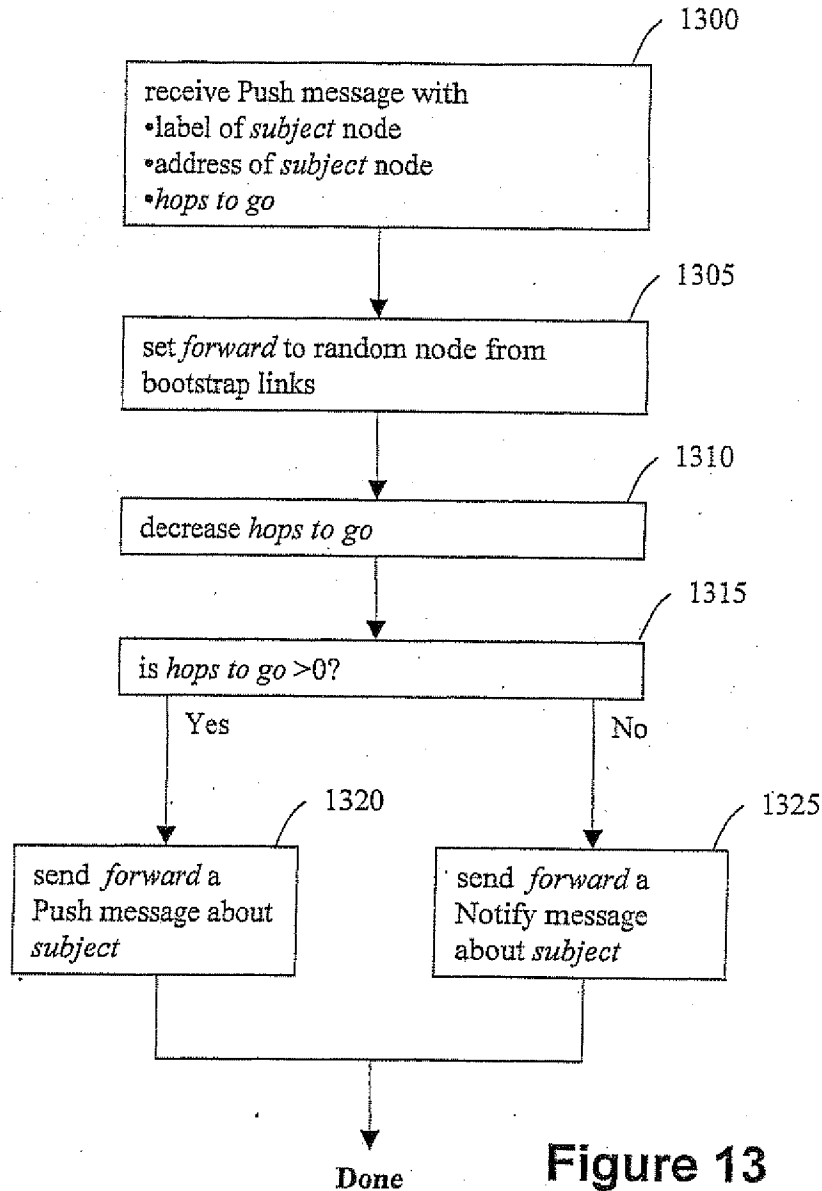 1300
receive Push message with
•label of subject node
•address of subject node
•hops to go
1305
set forward to random node from
bootstrap links
1310
decrease hops to go
1315
is hops to go >0?
Yes
No
1320
1325
send forward a
Push message about
subject
send forward a
Notify message
about subject
Done
Figure 13